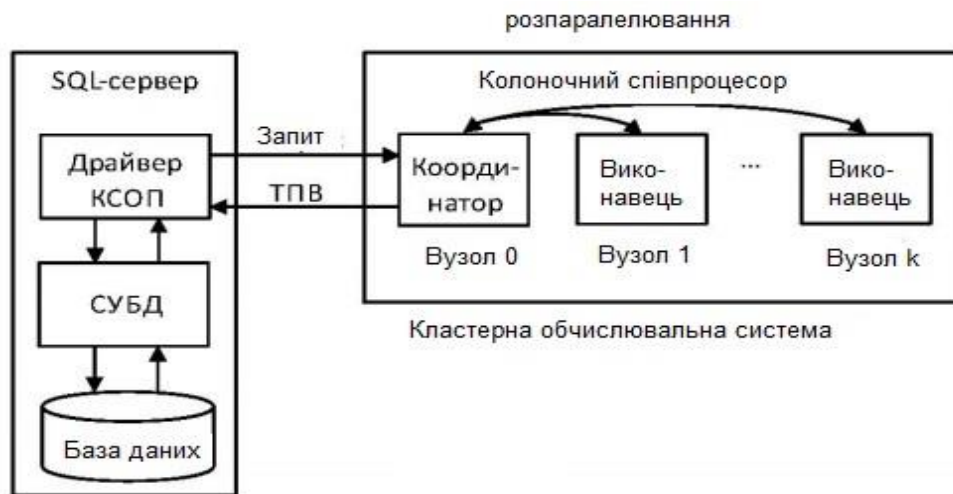 розпаралелювання
SQL-сервер
Колоночний співпроцесор
Запит
Драйвер
КСОП
ТПВ
Коорди-
натор
Вико-
навець
...
Вико-
навець
Вузол 0
Вузол 1
Вузол k
СУБД
Кластерна обчислювальна система
База даних